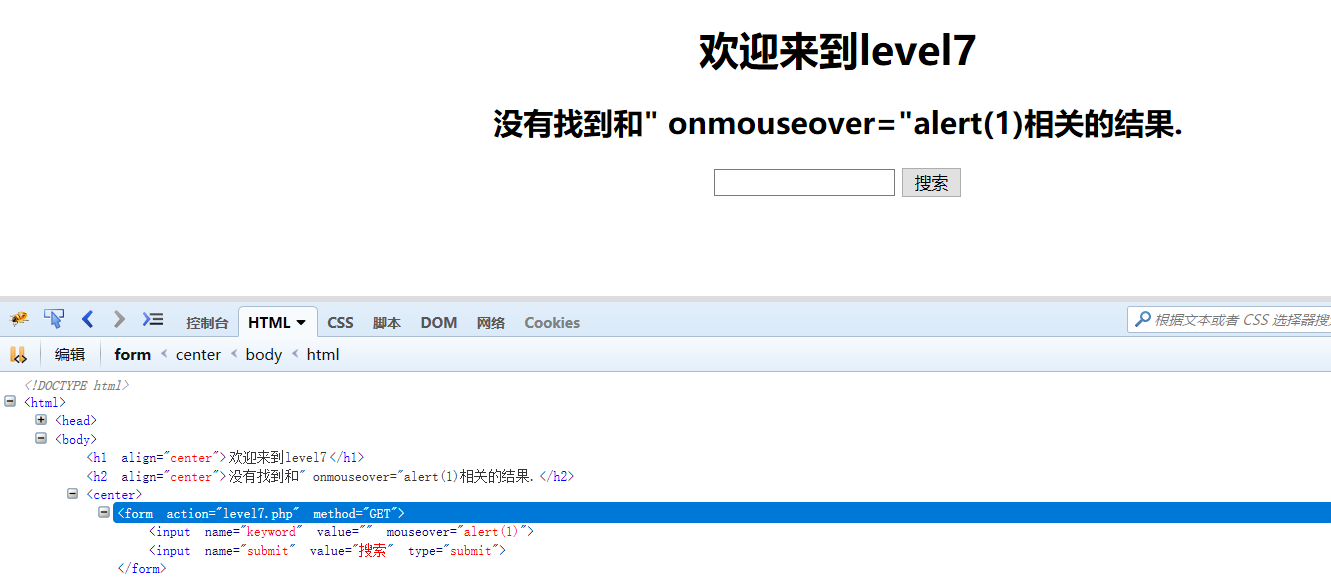 欢迎来到level7
没有找到和" onmouseover="alert(1)相关的结果.
搜索
控制台 HTML CSS 脚本 DOM 网络 Cookies 根据文本或者 CSS 选择器搜
编辑 form < center < body < html
<!DOCTYPE html>
<html>
<head>
<body>
<h1 align="center">欢迎来到level7</h1>
<h2 align="center">没有找到和" onmouseover="alert(1)相关的结果.</h2>
<center>
<form action="level7.php" method="GET">
<input name="keyword" value="" mouseover="alert(1)">
<input name="submit" value="搜索" type="submit">
</form>